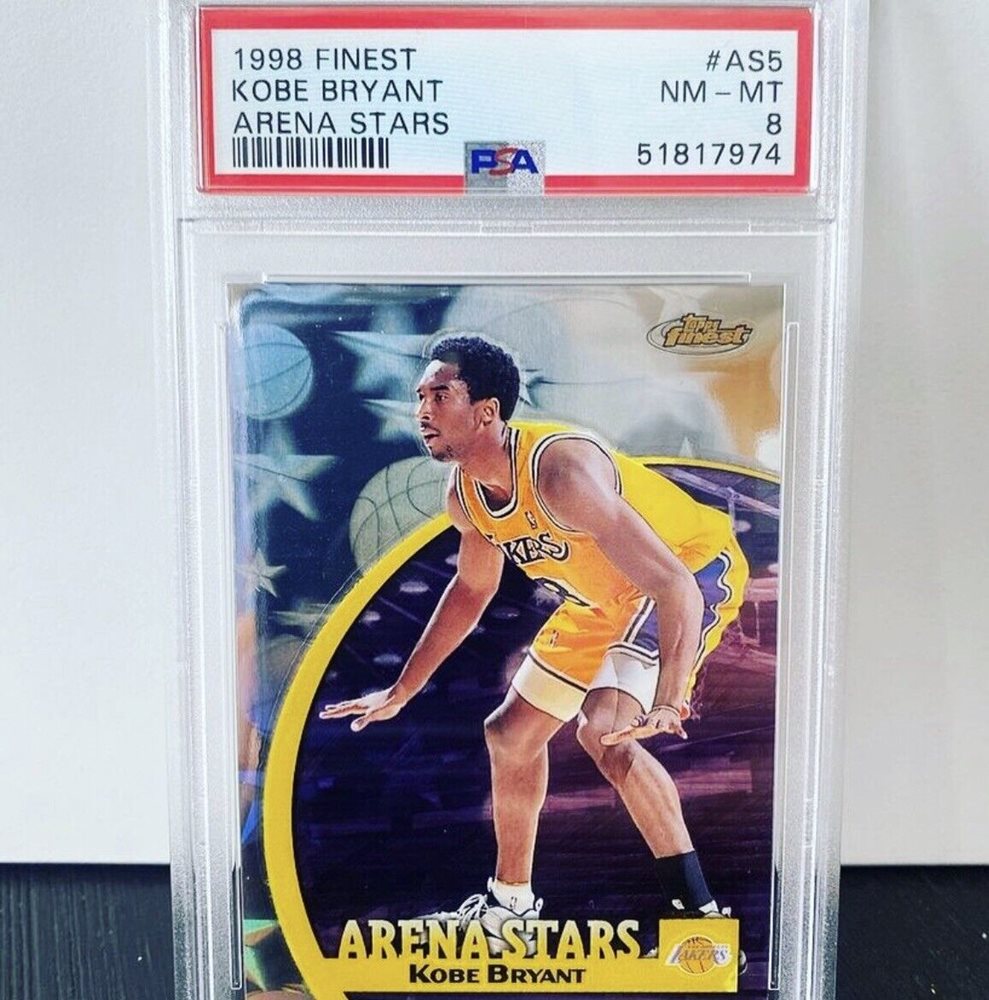 1998 FINEST #AS5
KOBE BRYANT NM - MT
ARENA STARS 8
PSA 51817974
topps
finest
AKERS
ARENA STARS
KOBE BRYANT
LAKERS